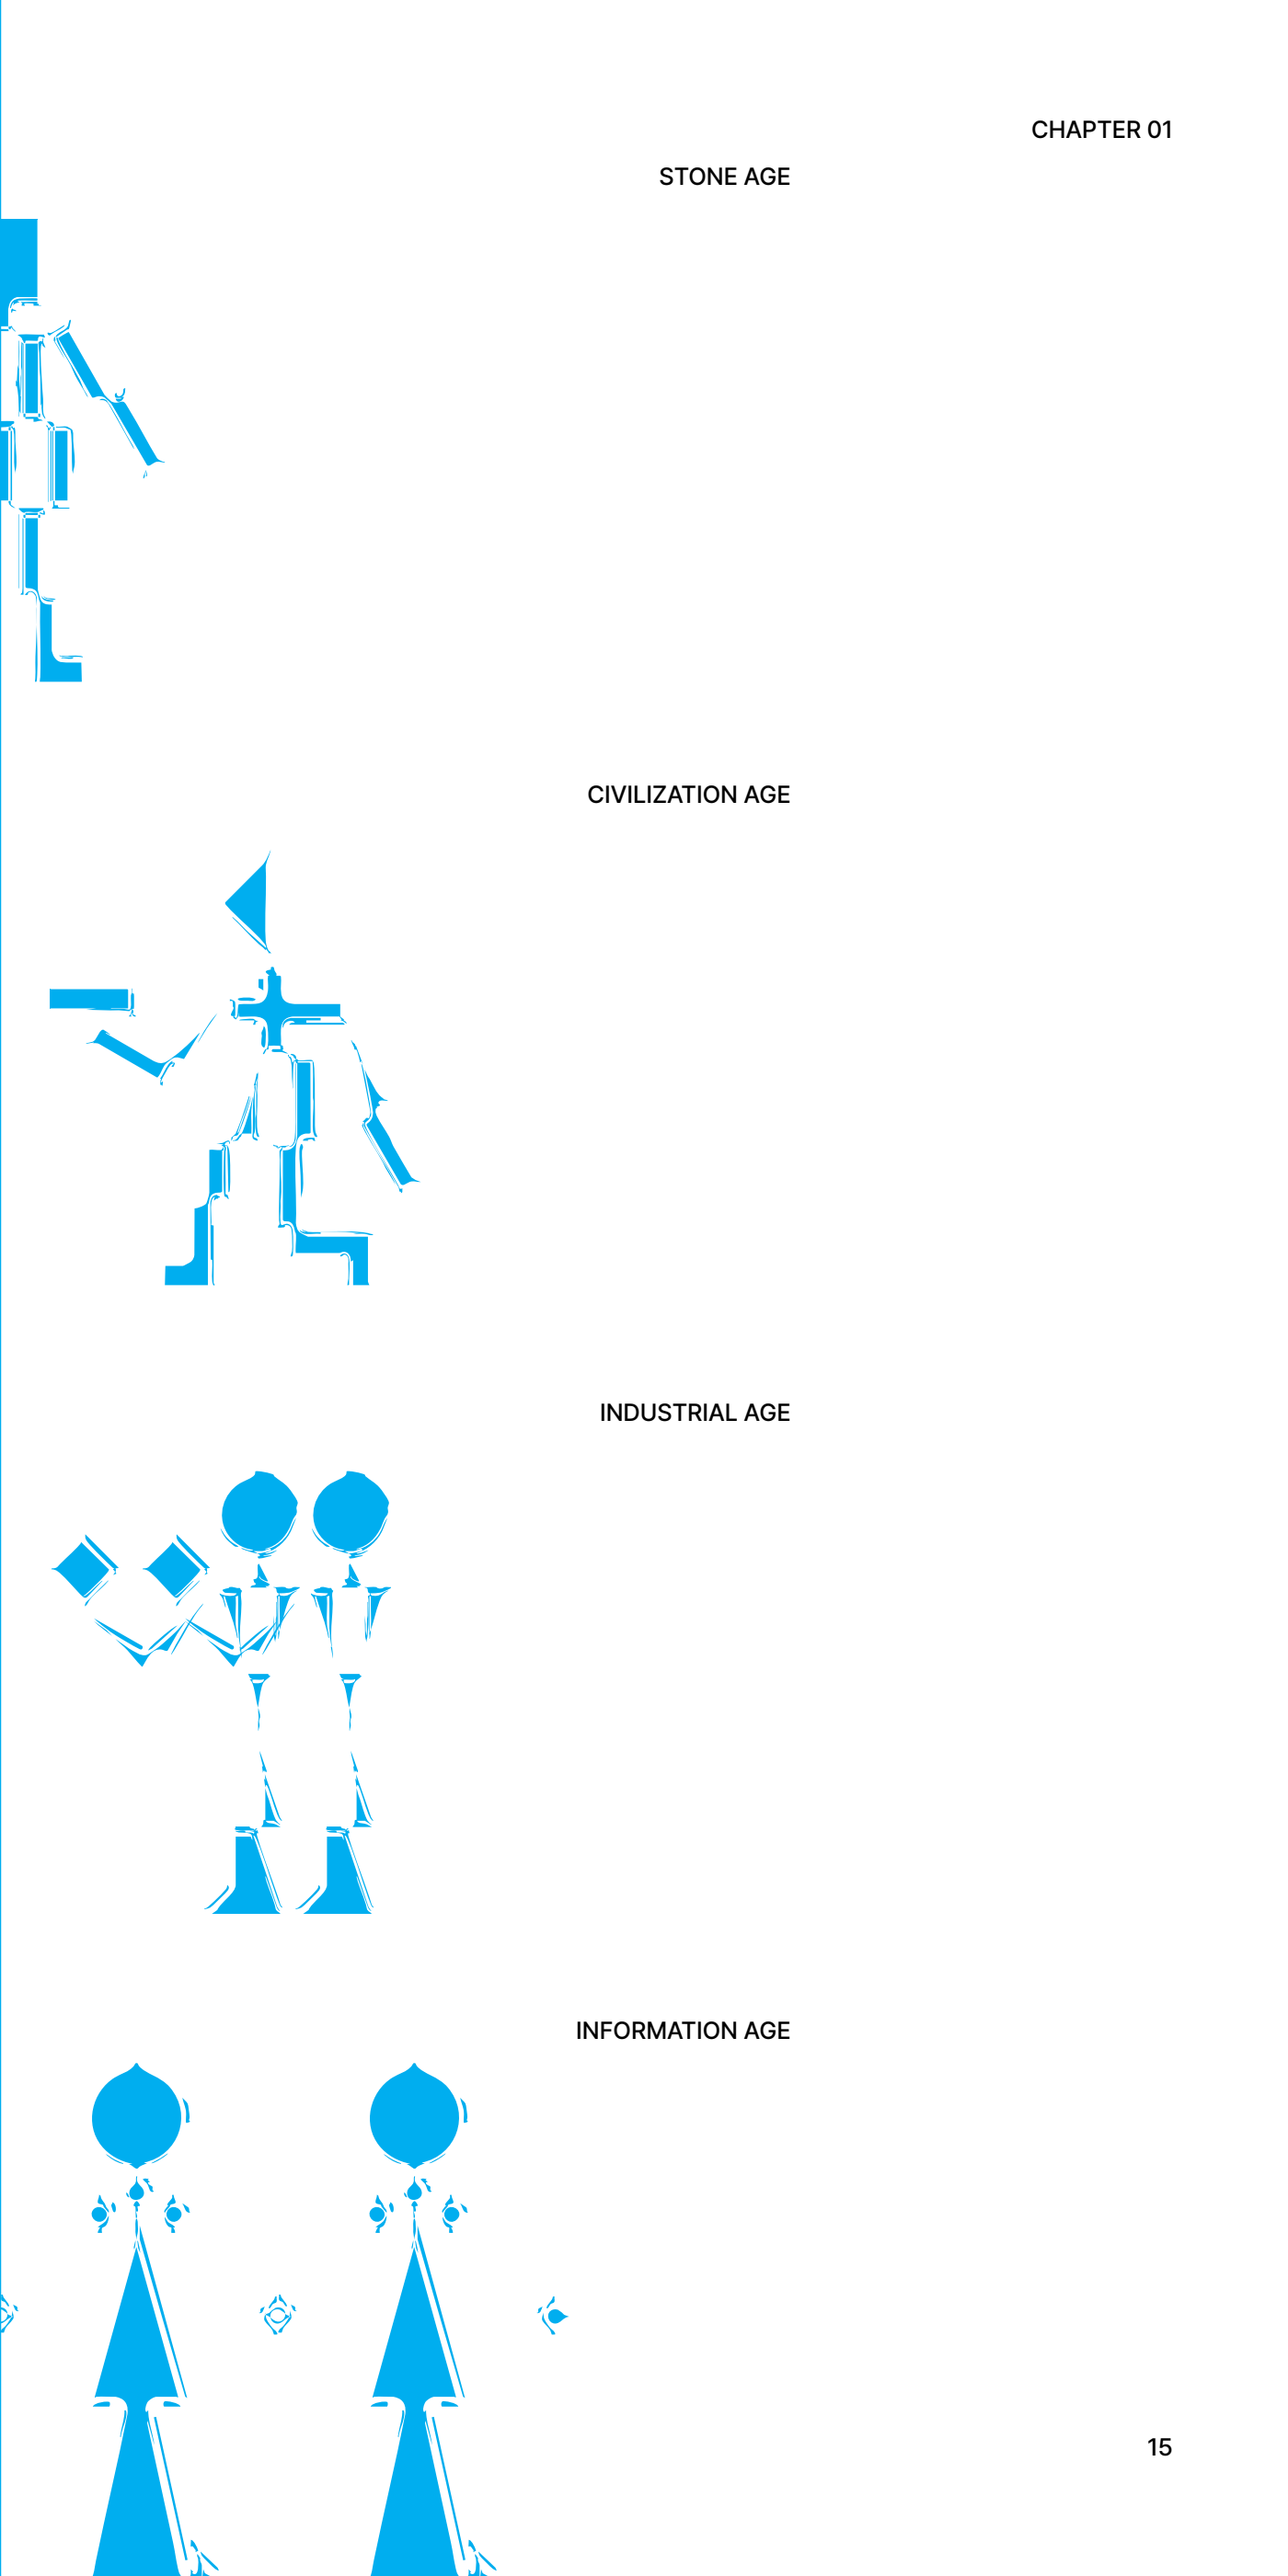 CHAPTER 01
STONE AGE
CIVILIZATION AGE
INDUSTRIAL AGE
INFORMATION AGE
15